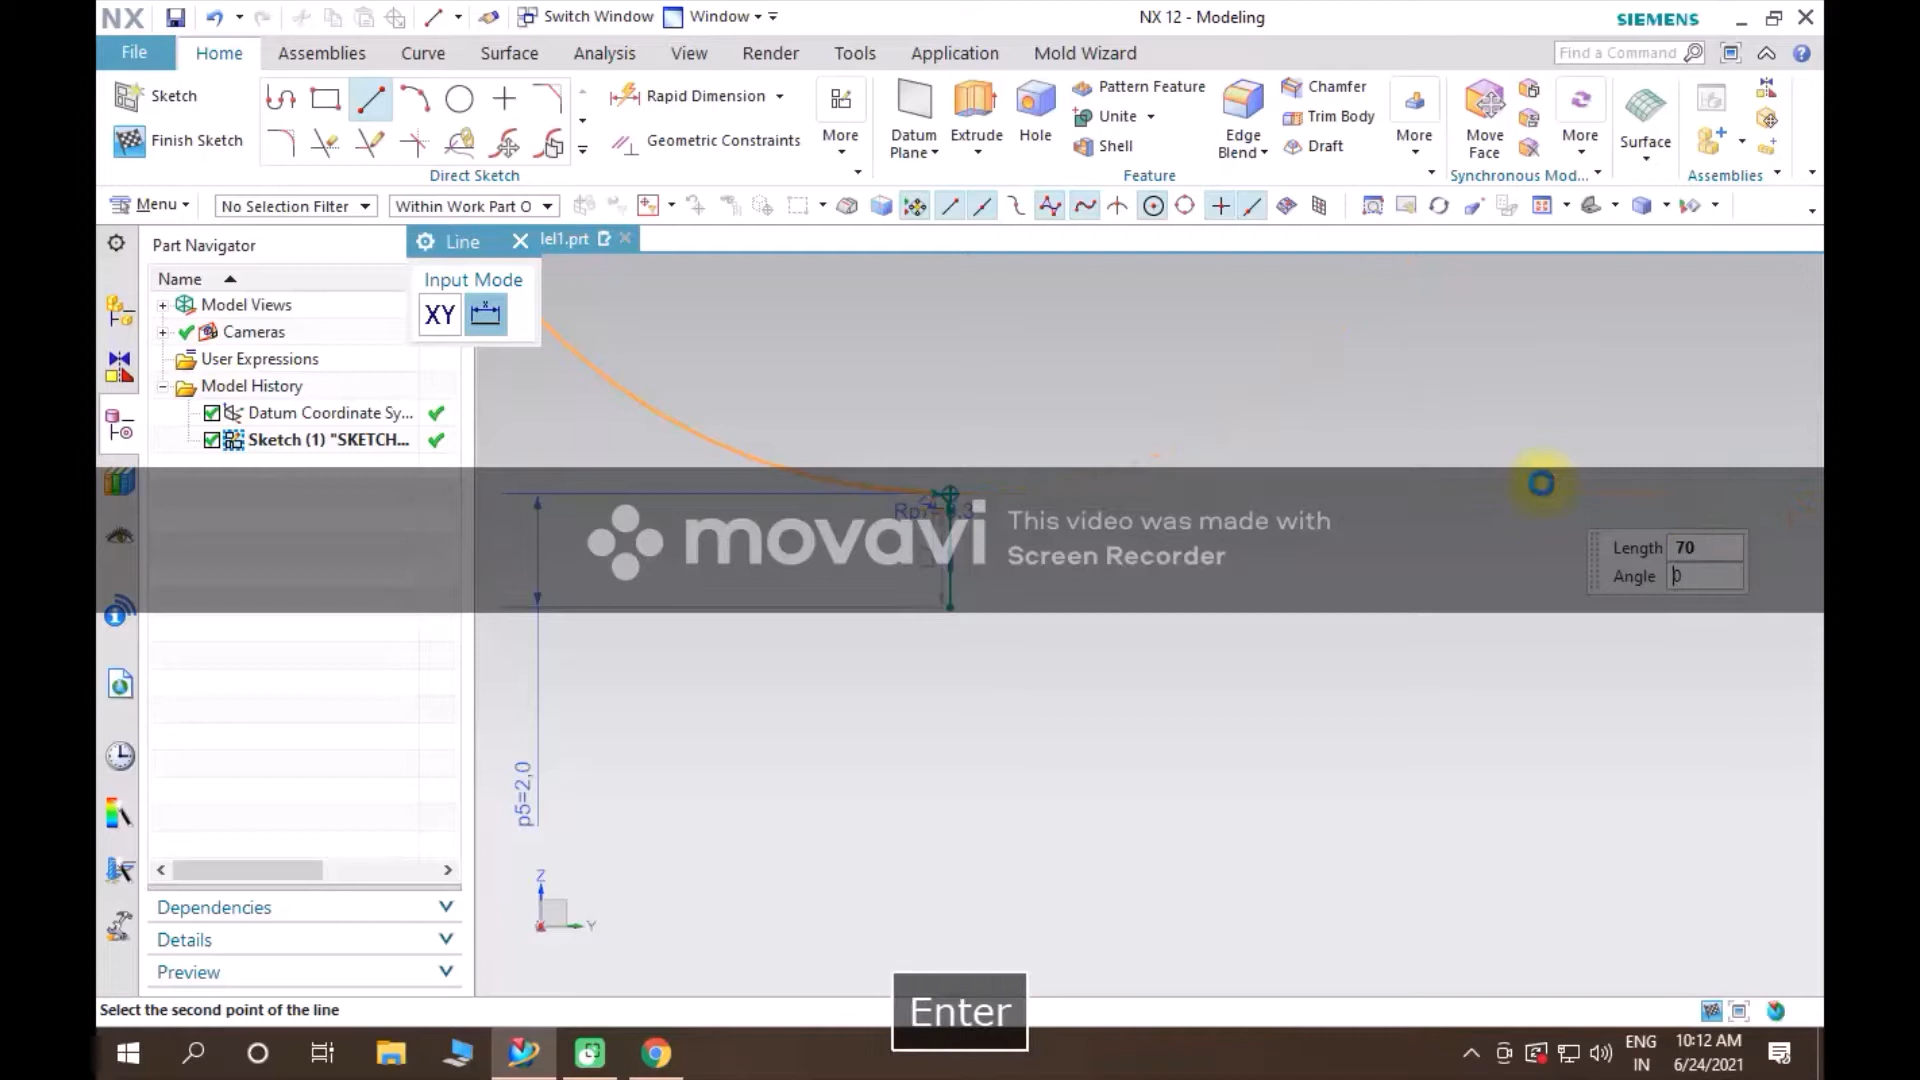 NX
Switch Window
Window
NX 12 - Modeling
SIEMENS
File
Home
Assemblies
Curve
Surface
Analysis
View
Render
Tools
Application
Mold Wizard
Find a Command
Sketch
Finish Sketch
Direct Sketch
Rapid Dimension
Geometric Constraints
More
Datum
Plane
Extrude
Hole
Pattern Feature
Unite
Shell
Edge
Blend
Chamfer
Trim Body
Draft
More
Feature
Move
Face
More
Synchronous Mod...
Surface
Assemblies
Menu
No Selection Filter
Within Work Part O
Part Navigator
Line
lel1.prt
Name
Input Mode
XY
Model Views
Cameras
User Expressions
Model History
Datum Coordinate Sy...
Sketch (1) "SKETCH...
movavi
This video was made with
Screen Recorder
Length 70
Angle 0
p5=2,0
Z
Y
Dependencies
Details
Preview
Select the second point of the line
Enter
ENG
IN
10:12 AM
6/24/2021